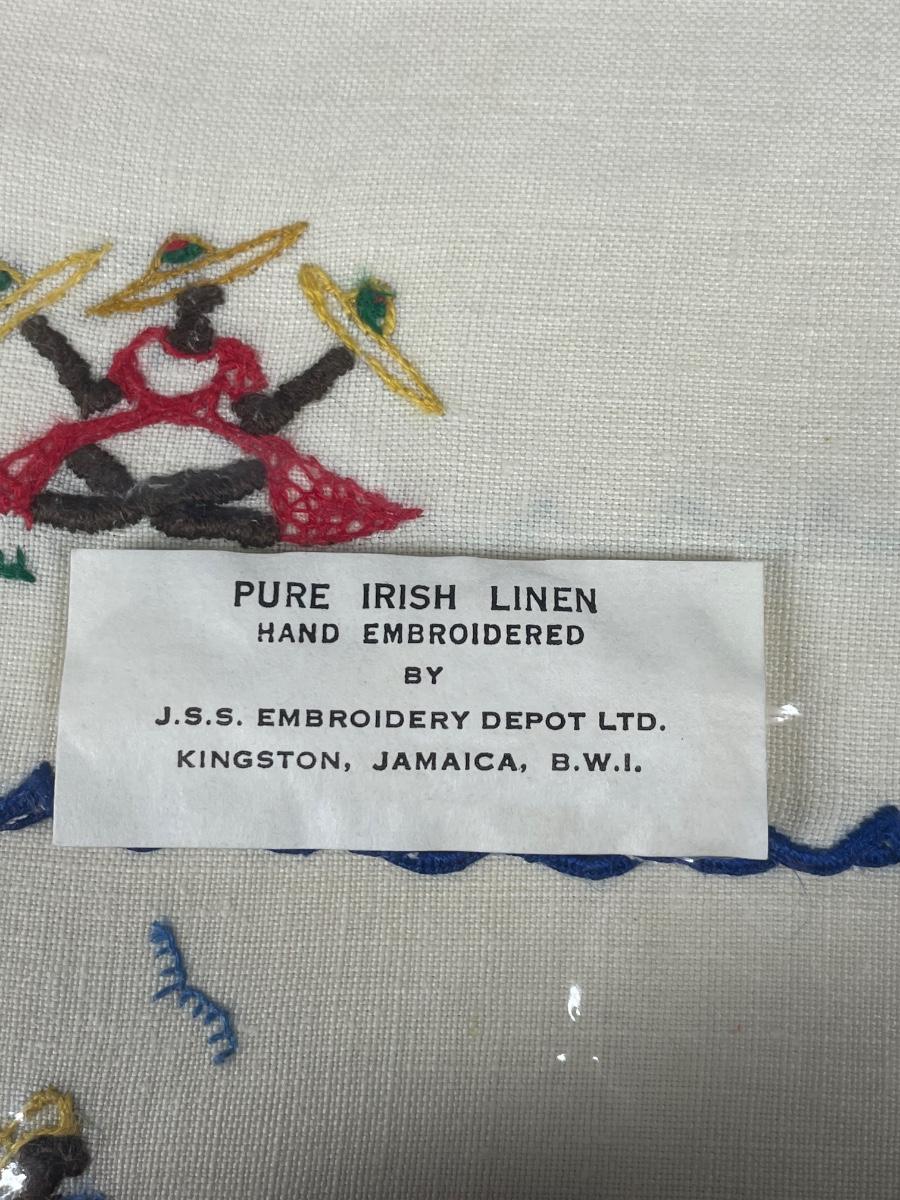 PURE IRISH LINEN
HAND EMBROIDERED
BY
J.S.S. EMBROIDERY DEPOT LTD.
KINGSTON, JAMAICA, B.W.I.